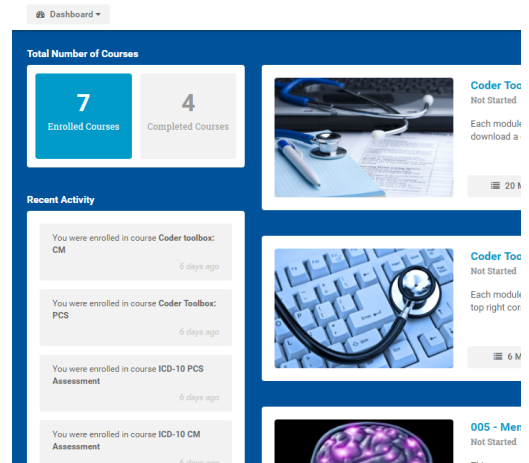 Dashboard
Total Number of Courses
7
Enrolled Courses
4
Completed Courses
Recent Activity
You were enrolled in course Coder toolbox:
CM
6 days ago
You were enrolled in course Coder Toolbox:
PCS
6 days ago
You were enrolled in course ICD-10 PCS
Assessment
6 days ago
You were enrolled in course ICD-10 CM
Assessment
6 days ago
Coder Too
Not Started
Each module
download a
20 M
Coder Too
Not Started
Each module
top right cor
6 M
005 - Men
Not Started